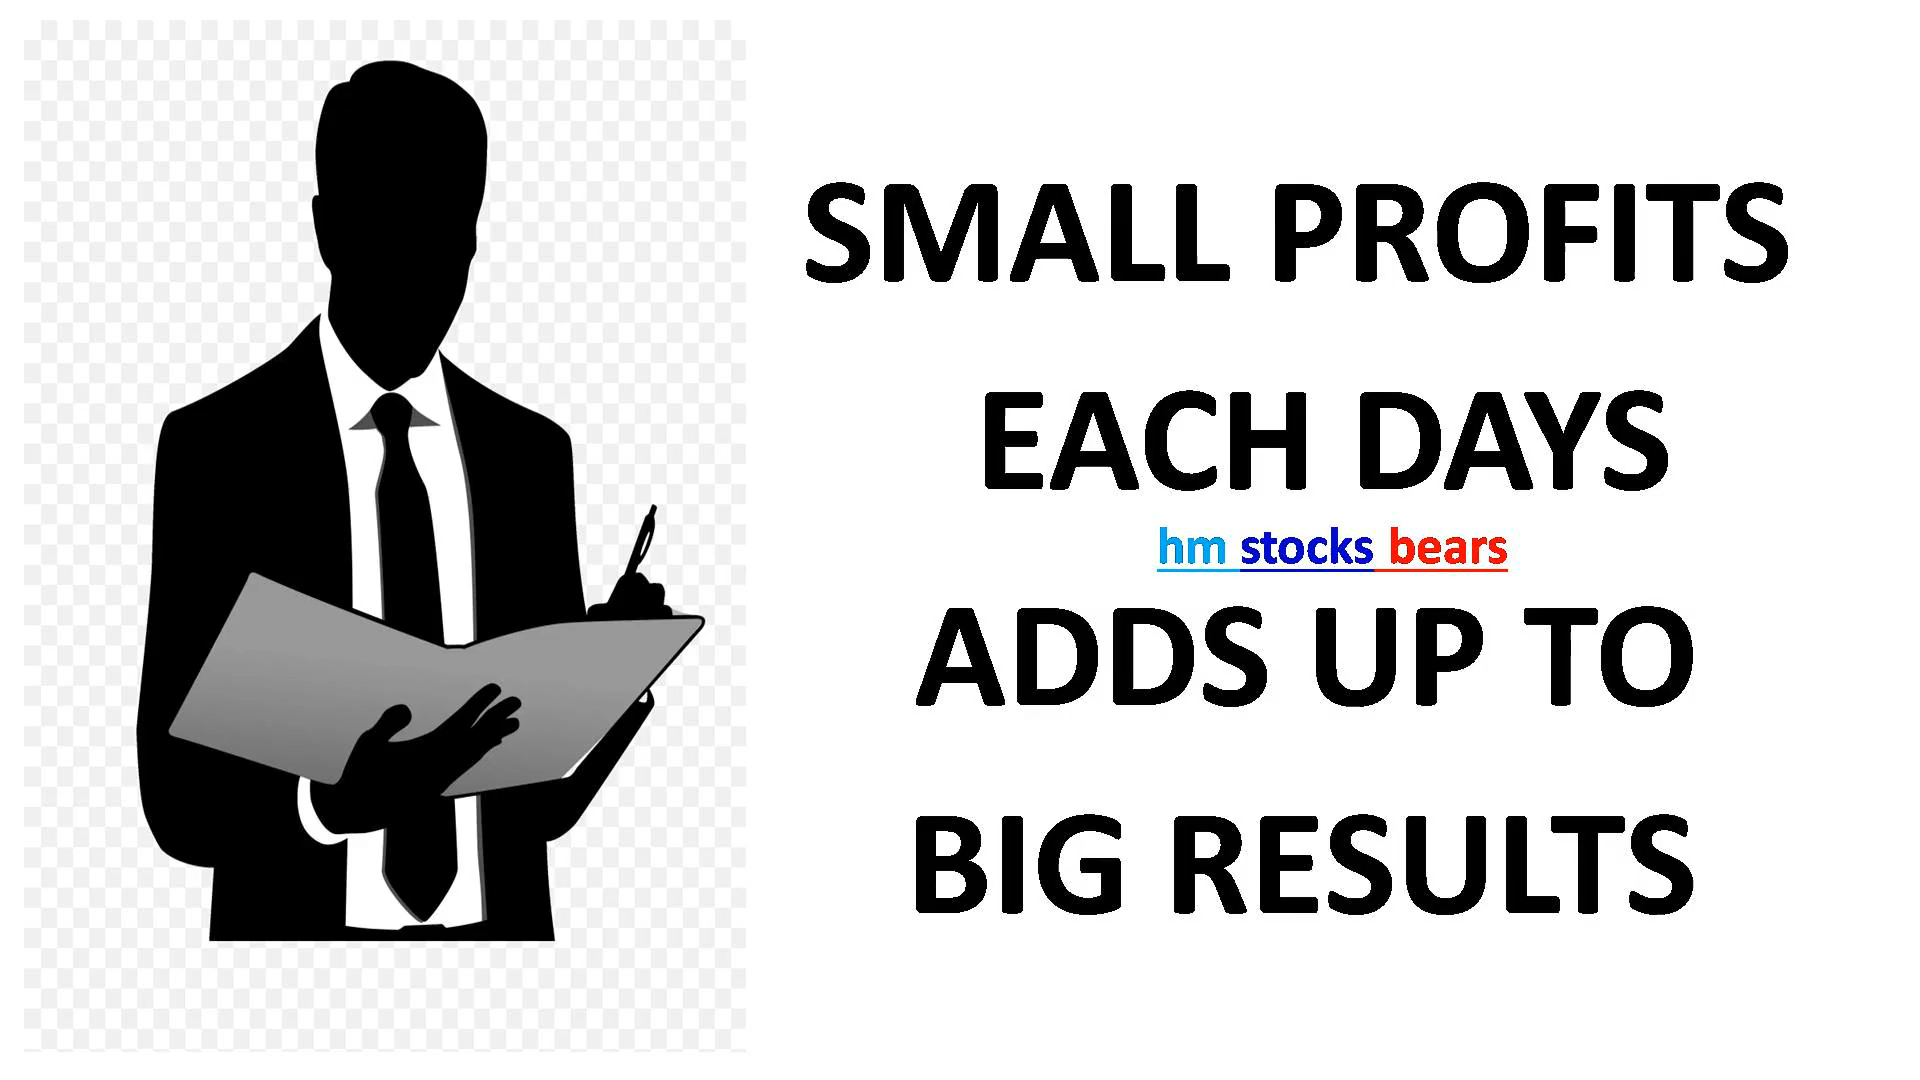 SMALL PROFITS
EACH DAYS
hm stocks bears
ADDS UP TO
BIG RESULTS